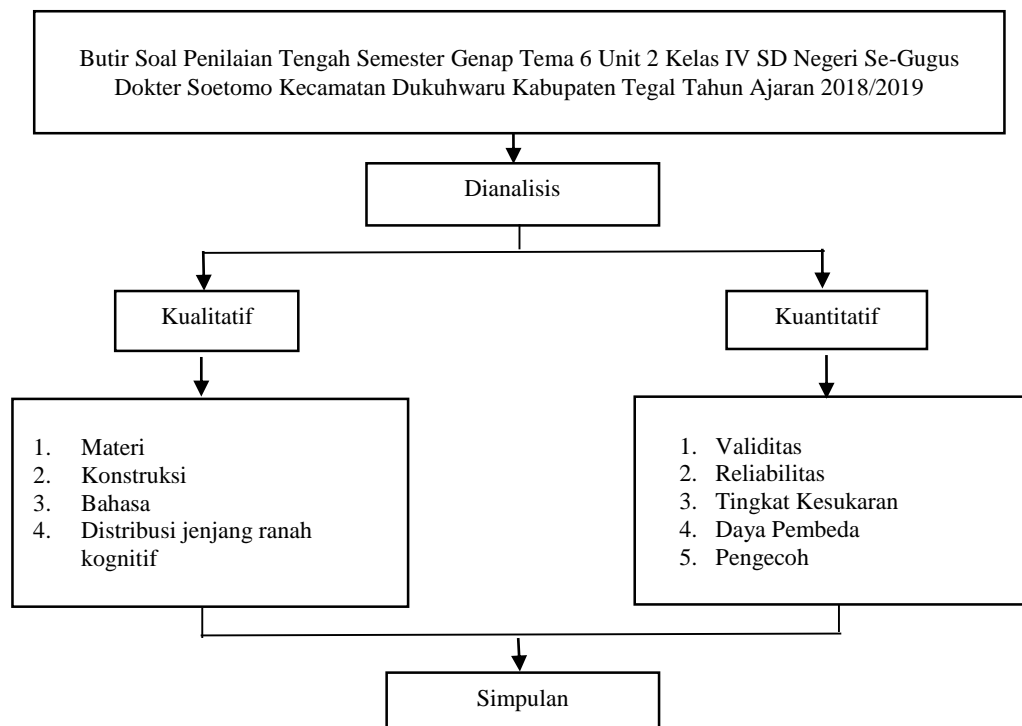 Butir Soal Penilaian Tengah Semester Genap Tema 6 Unit 2 Kelas IV SD Negeri Se-Gugus
Dokter Soetomo Kecamatan Dukuhwaru Kabupaten Tegal Tahun Ajaran 2018/2019
Dianalisis
Kualitatif
Kuantitatif
1. Materi
2. Konstruksi
3. Bahasa
4. Distribusi jenjang ranah
kognitif
1. Validitas
2. Reliabilitas
3. Tingkat Kesukaran
4. Daya Pembeda
5. Pengecoh
Simpulan